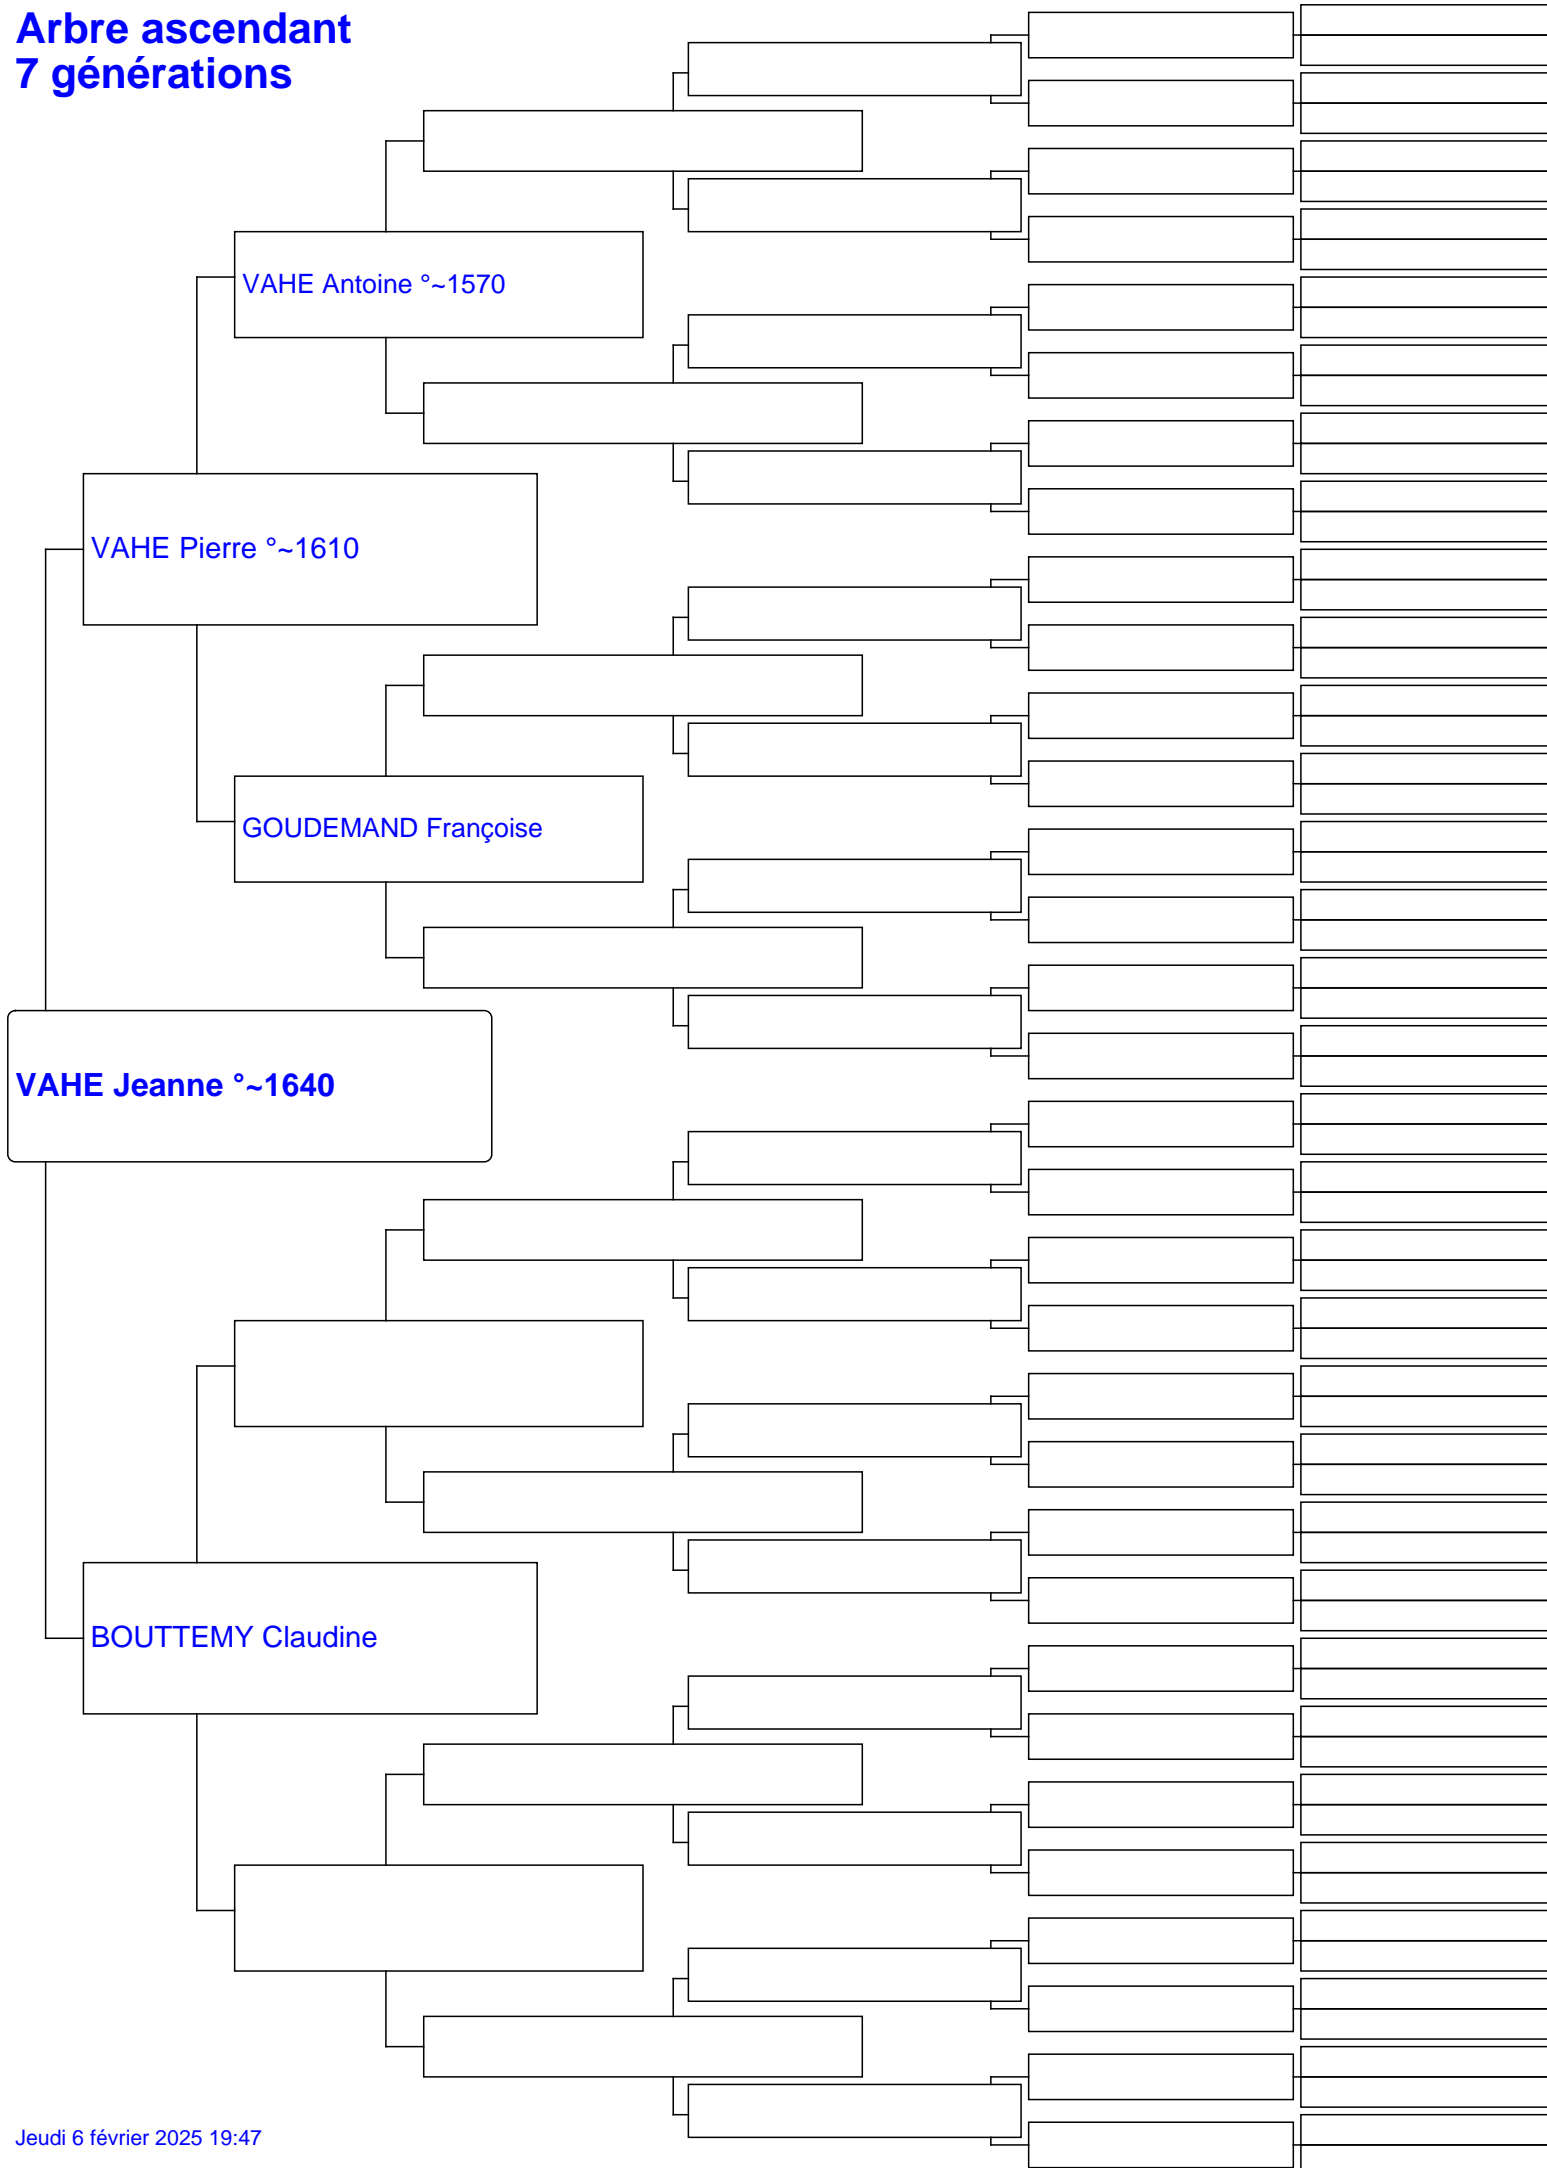 Arbre ascendant
7 générations
VAHE Antoine °~1570
VAHE Pierre °~1610
GOUDEMAND Françoise
VAHE Jeanne °~1640
BOUTTEMY Claudine
Jeudi 6 février 2025 19:47